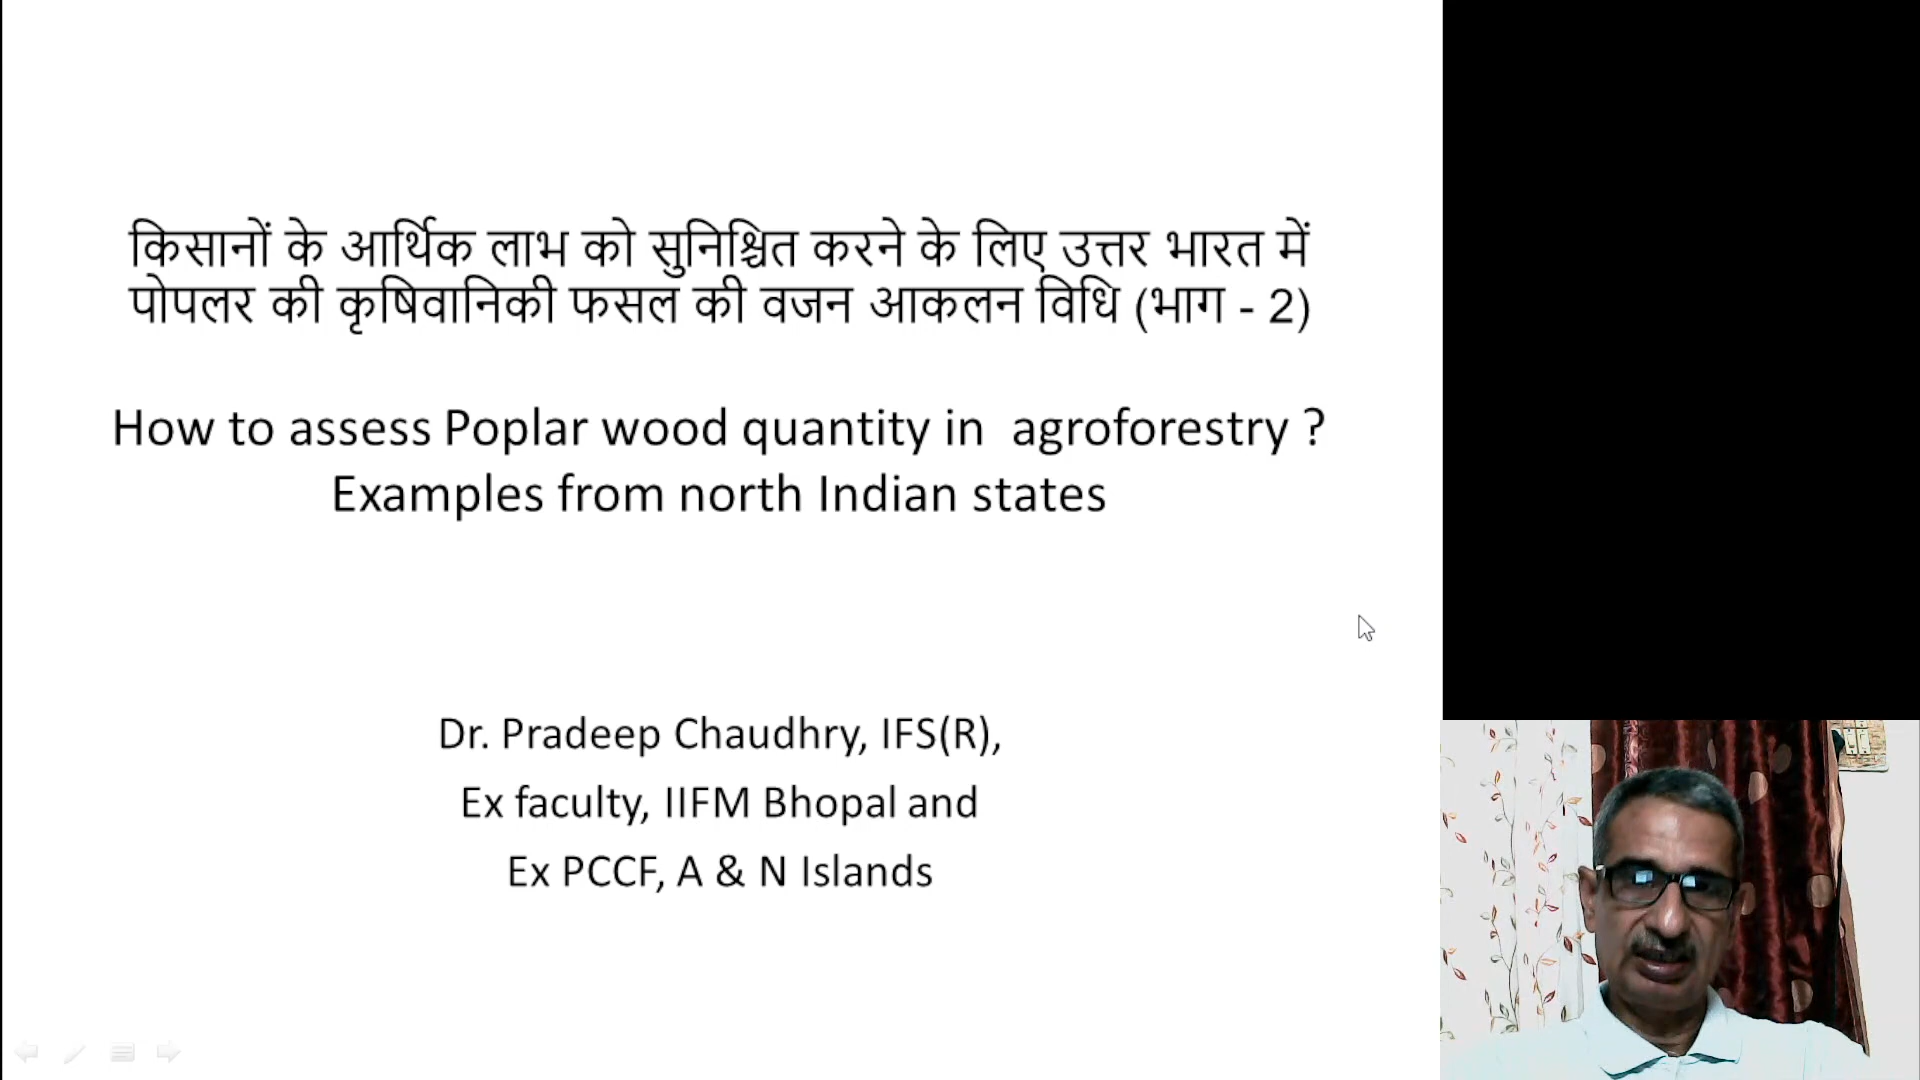 किसानों के आर्थिक लाभ को सुनिश्चित करने के लिए उत्तर भारत में
पोपलर की कृषिवानिकी फसल की वजन आकलन विधि (भाग - 2)
How to assess Poplar wood quantity in agroforestry ?
Examples from north Indian states
Dr. Pradeep Chaudhry, IFS(R),
Ex faculty, IIFM Bhopal and
Ex PCCF, A & N Islands